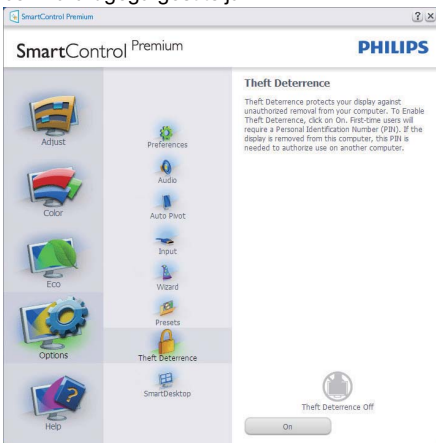 SmartControl Premium
SmartControl Premium
PHILIPS
Adjust
Color
Eco
Options
Help
Preferences
Audio
Auto Pivot
Input
Wizard
Presets
Theft Deterrence
SmartDesktop
Theft Deterrence
Theft Deterrence protects your display against
unauthorized removal from your computer. To Enable
Theft Deterrence, click on On. First-time users will
require a Personal Identification Number (PIN). If the
display is removed from this computer, this PIN is
needed to authorize use on another computer.
Theft Deterrence Off
On